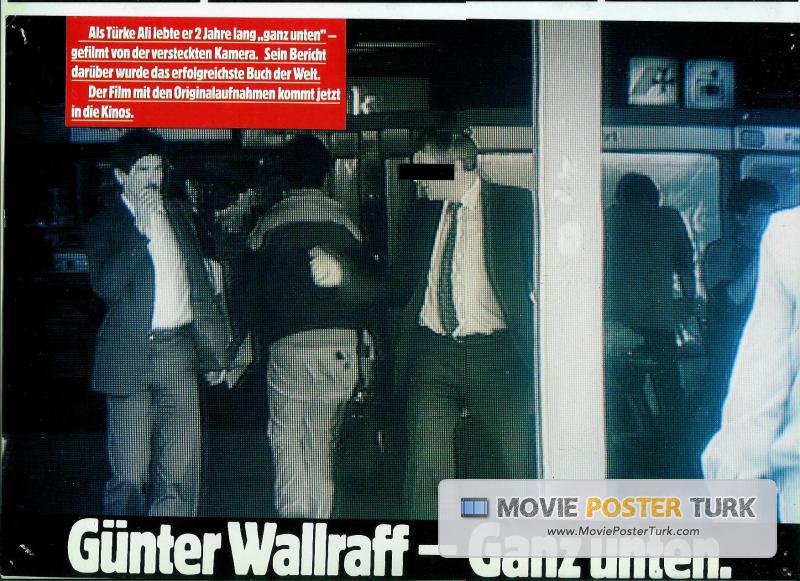 Als Türke Ali lebte er 2 Jahre lang „ganz unten“ –
gefilmt von der versteckten Kamera. Sein Bericht
darüber wurde das erfolgreichste Buch der Welt.
Der Film mit den Originalaufnahmen kommt jetzt
in die Kinos.
Günter Wallraff – Ganz unten.
MOVIE POSTER TURK
www.MoviePosterTurk.com